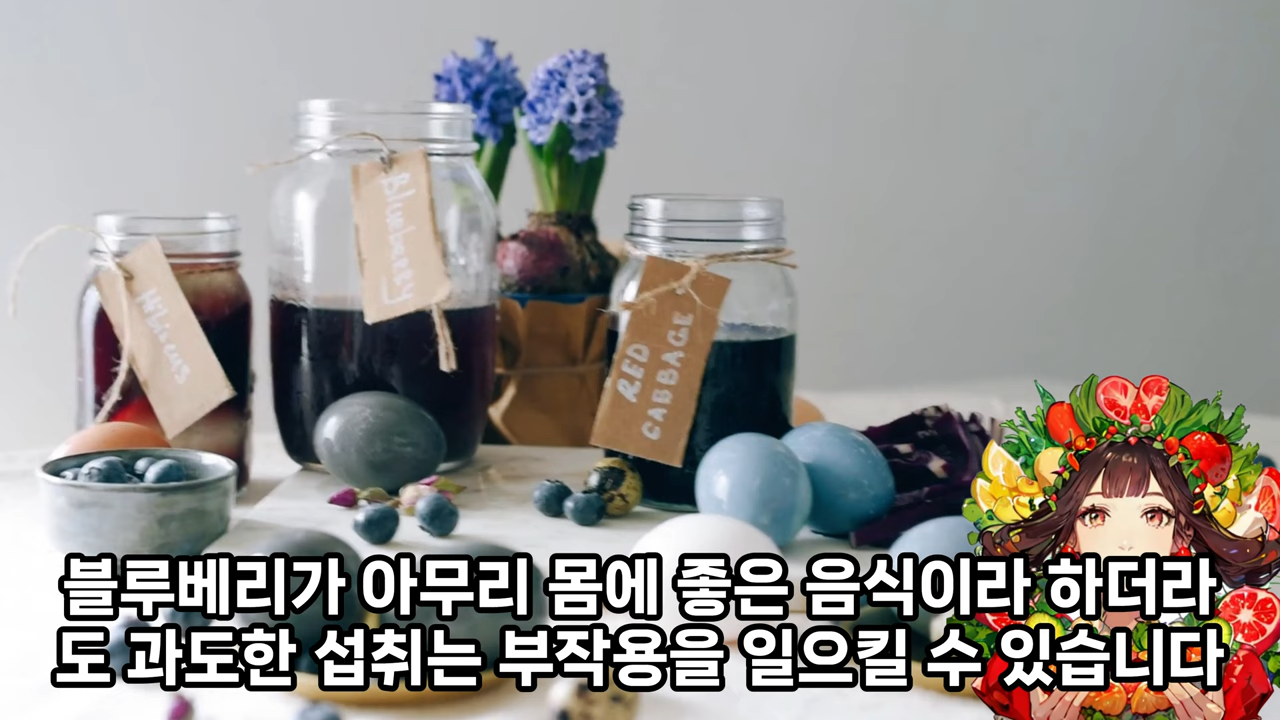 Hibiscus
Blueberry
RED
CABBAGE
블루베리가 아무리 몸에 좋은 음식이라 하더라
도 과도한 섭취는 부작용을 일으킬 수 있습니다